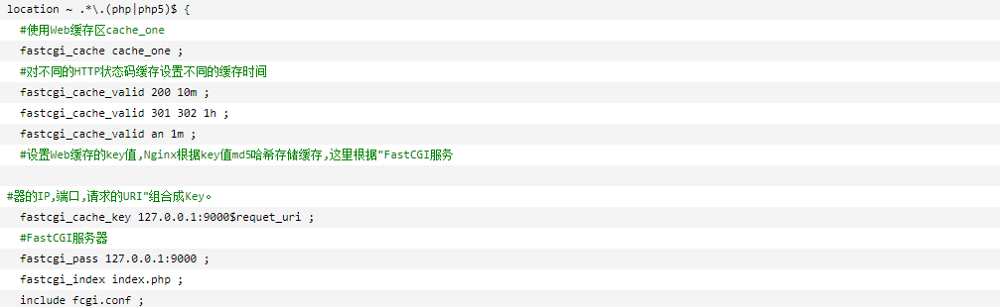 location ~ .*\.(php|php5)$ {
#使用Web缓存区cache_one
fastcgi_cache cache_one ;
#对不同的HTTP状态码缓存设置不同的缓存时间
fastcgi_cache_valid 200 10m ;
fastcgi_cache_valid 301 302 1h ;
fastcgi_cache_valid an 1m ;
#设置Web缓存的key值,Nginx根据key值md5哈希存储缓存,这里根据"FastCGI服务
#器的IP,端口,请求的URI"组合成Key。
fastcgi_cache_key 127.0.0.1:9000$requet_uri ;
#FastCGI服务器
fastcgi_pass 127.0.0.1:9000 ;
fastcgi_index index.php ;
include fcgi.conf ;